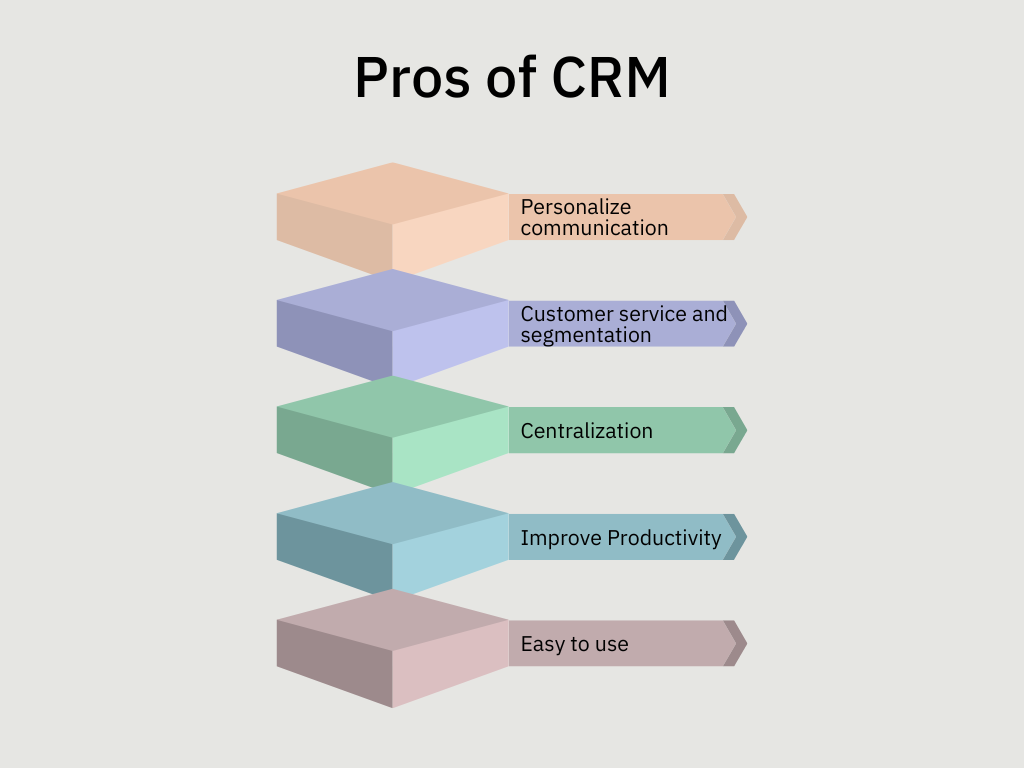 Pros of CRM
Personalize
communication
Customer service and
segmentation
Centralization
Improve Productivity
Easy to use